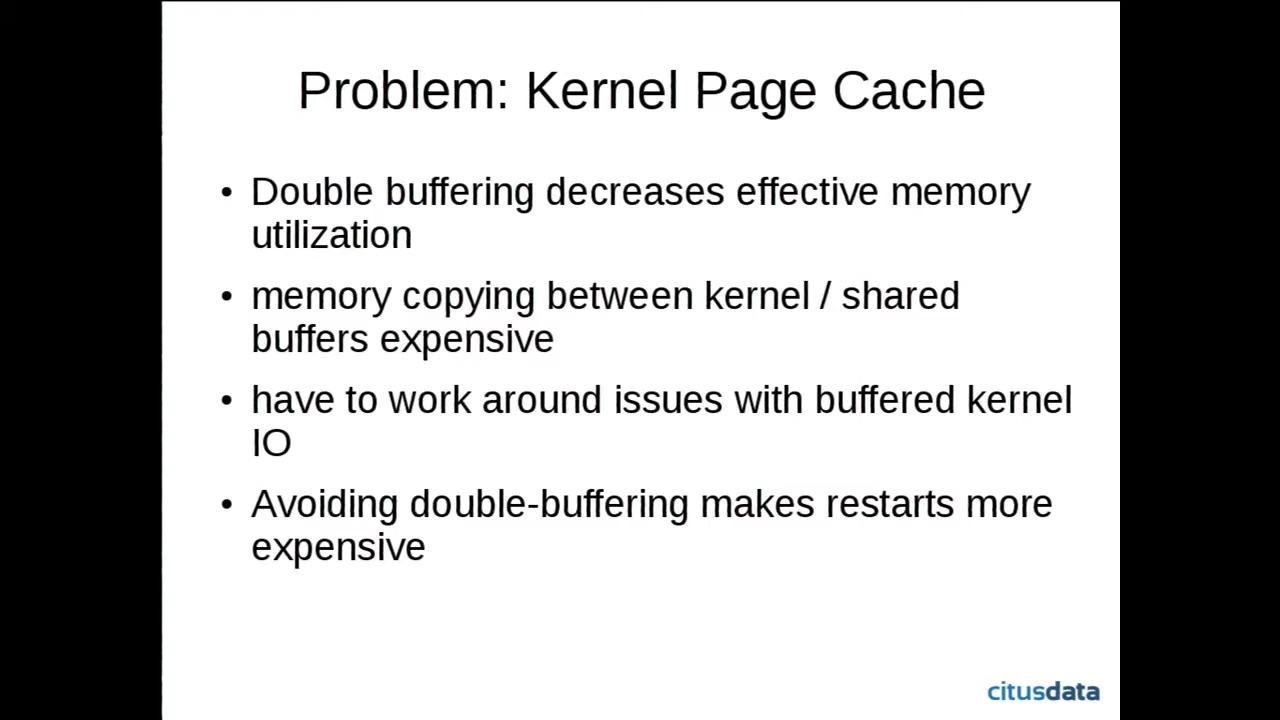 Problem: Kernel Page Cache
• Double buffering decreases effective memory
utilization
• memory copying between kernel / shared
buffers expensive
• have to work around issues with buffered kernel
IO
• Avoiding double-buffering makes restarts more
expensive
citusdata